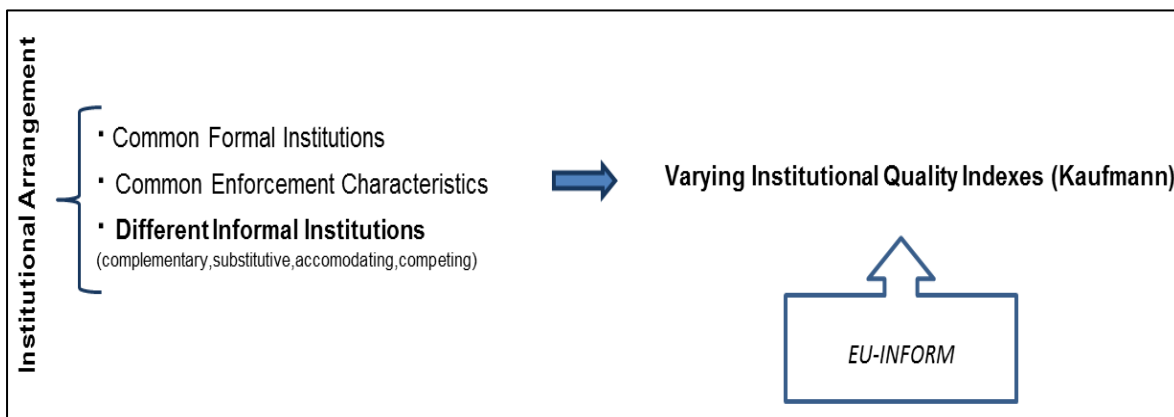 Institutional Arrangement
· Common Formal Institutions
· Common Enforcement Characteristics
· Different Informal Institutions
(complementary,substitutive,accomodating,competing)
Varying Institutional Quality Indexes (Kaufmann)
EU-INFORM